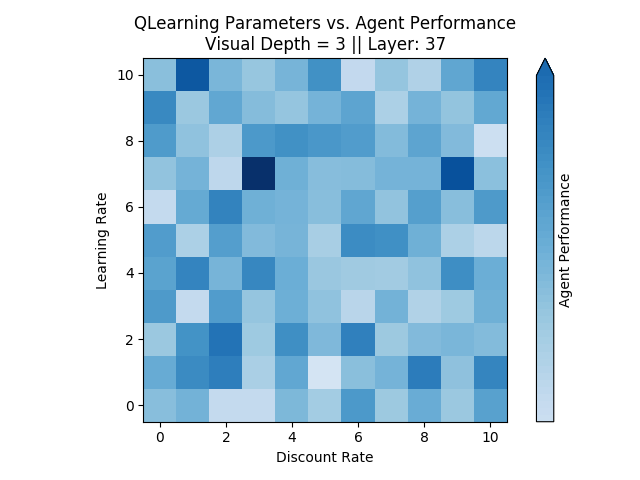 QLearning Parameters vs. Agent Performance
Visual Depth = 3 || Layer: 37
10
8
6
4
2
0
Learning Rate
0 2 4 6 8 10
Discount Rate
Agent Performance